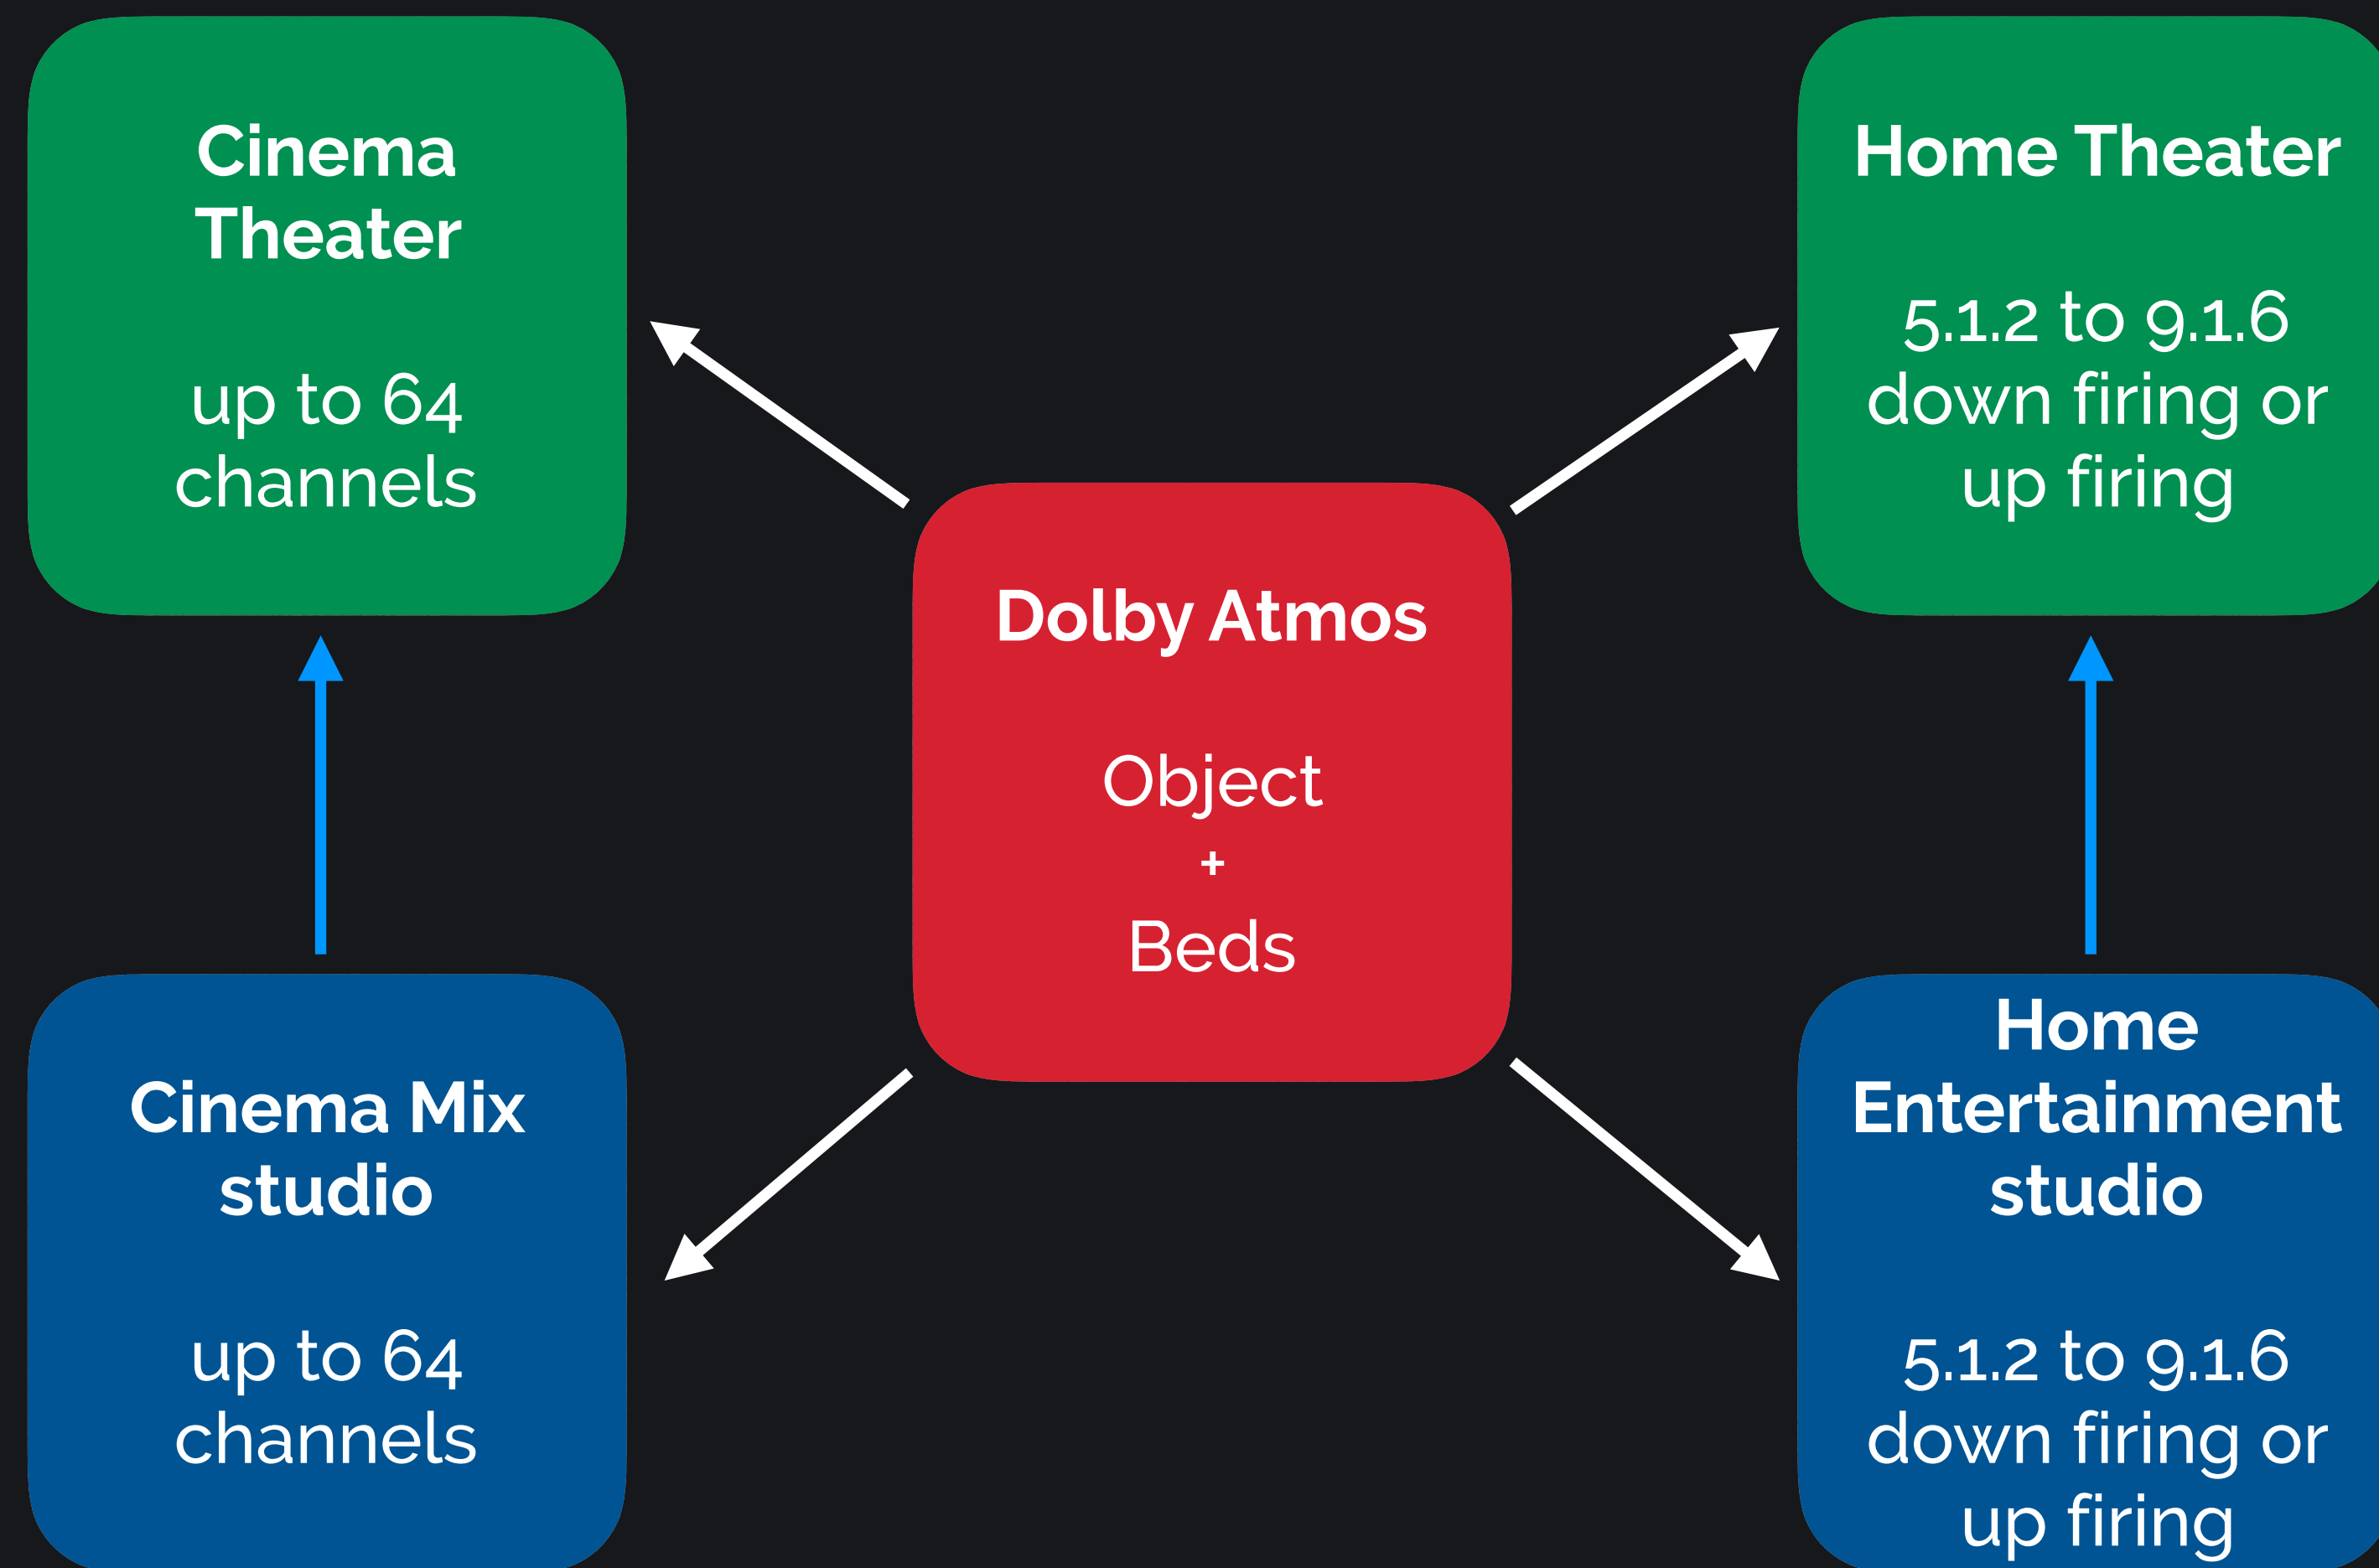 Cinema
Theater
up to 64
channels
Home Theater
5.1.2 to 9.1.6
down firing or
up firing
Dolby Atmos
Object
+
Beds
Cinema Mix
studio
up to 64
channels
Home
Entertainment
studio
5.1.2 to 9.1.6
down firing or
up firing